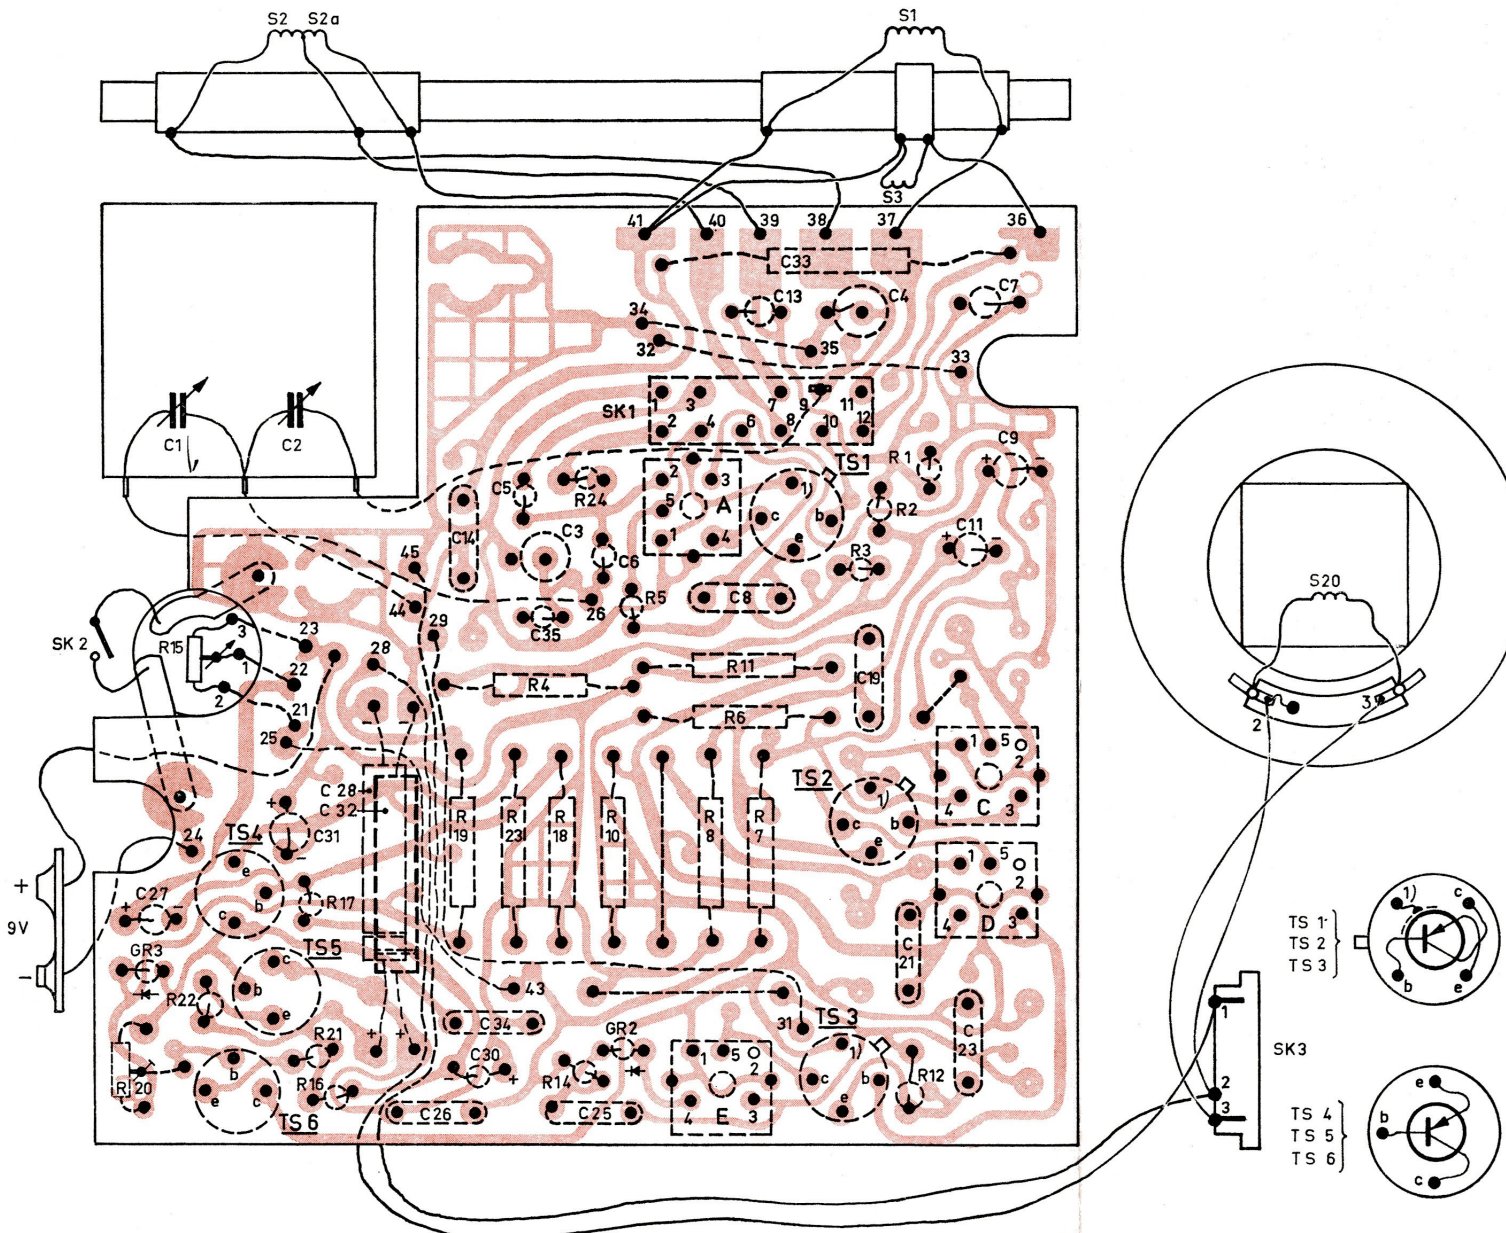 S2 S2a
S1
S3
41 40 39 38 37 36
C33
C13 C4 C7
34
32 35 33
SK1
1 3 7 9 11
2 4 6 8 10 12
C1 C2
TS1
R1 C9
+ -
C5 R24
2 3
5 A
1 4
1)
c b
e
R2
C14 C3 C6
C11
+ -
R3
45
44 26
C35 R5 C8
29
SK 2
R15
3
1
2
23
22
21
25
28
R4 R11 C19
R6
S20
2 3
1 5
2
C
4 3
TS2
1)
c b
e
C 28
C 32
R 19
R 23
R 18
R 10
R 8
R 7
+
C31
-
24
TS4
e
b
c
+
9V
-
+ C27 -
R17
1 5
2
D
4 3
C 21
GR3
TS5
c
b
e
R22
43
R21
+ +
C34
GR2
31
TS 3
1)
c b
e
C 23
R 20
b
e c
TS6
R16
- C30 +
R14
1 5
2
E
4 3
R12
C26 C25
1
2
3
SK3
TS 1
TS 2
TS 3
1) c
b e
TS 4
TS 5
TS 6
e
b
c